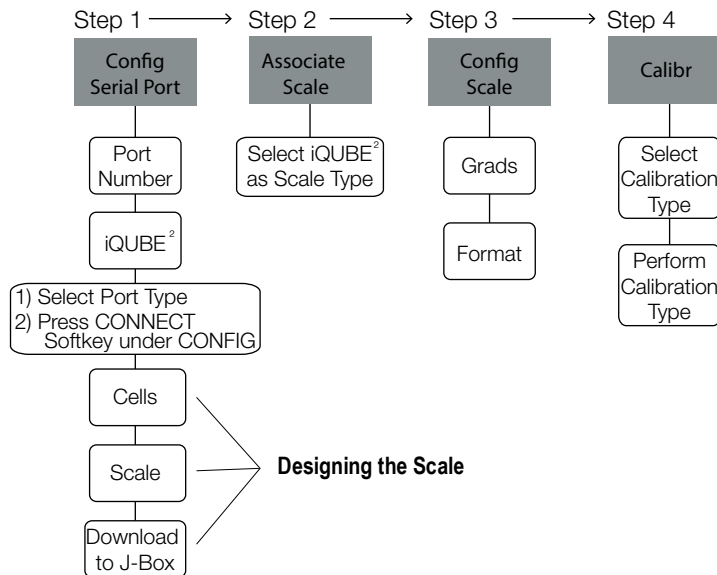 Step 1
Step 2
Step 3
Step 4
Config
Serial Port
Associate
Scale
Config
Scale
Calibr
Port
Number
iQUBE²
1) Select Port Type
2) Press CONNECT
Softkey under CONFIG
Cells
Scale
Download
to J-Box
Select iQUBE²
as Scale Type
Grads
Format
Select
Calibration
Type
Perform
Calibration
Type
Designing the Scale